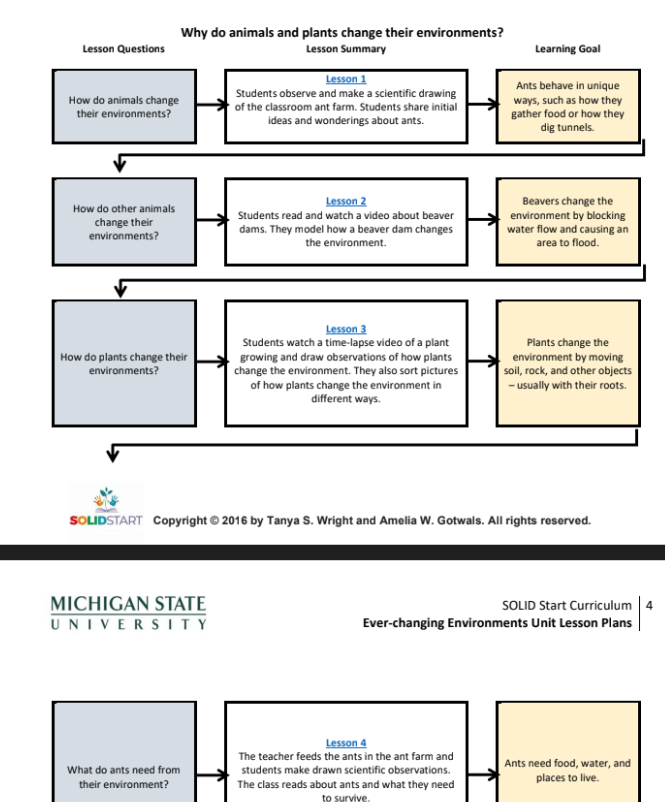 Why do animals and plants change their environments?
Lesson Questions
Lesson Summary
Learning Goal
How do animals change
their environments?
Lesson 1
Students observe and make a scientific drawing
of the classroom ant farm. Students share initial
ideas and wonderings about ants.
Ants behave in unique
ways, such as how they
gather food or how they
dig tunnels.
How do other animals
change their
environments?
Lesson 2
Students read and watch a video about beaver
dams. They model how a beaver dam changes
the environment.
Beavers change the
environment by blocking
water flow and causing an
area to flood.
How do plants change their
environments?
Lesson 3
Students watch a time-lapse video of a plant
growing and draw observations of how plants
change the environment. They also sort pictures
of how plants change the environment in
different ways.
Plants change the
environment by moving
soil, rock, and other objects
– usually with their roots.
SOLIDSTART
Copyright © 2016 by Tanya S. Wright and Amelia W. Gotwals. All rights reserved.
MICHIGAN STATE
UNIVERSITY
SOLID Start Curriculum | 4
Ever-changing Environments Unit Lesson Plans
What do ants need from
their environment?
Lesson 4
The teacher feeds the ants in the ant farm and
students make drawn scientific observations.
The class reads about ants and what they need
to survive.
Ants need food, water, and
places to live.